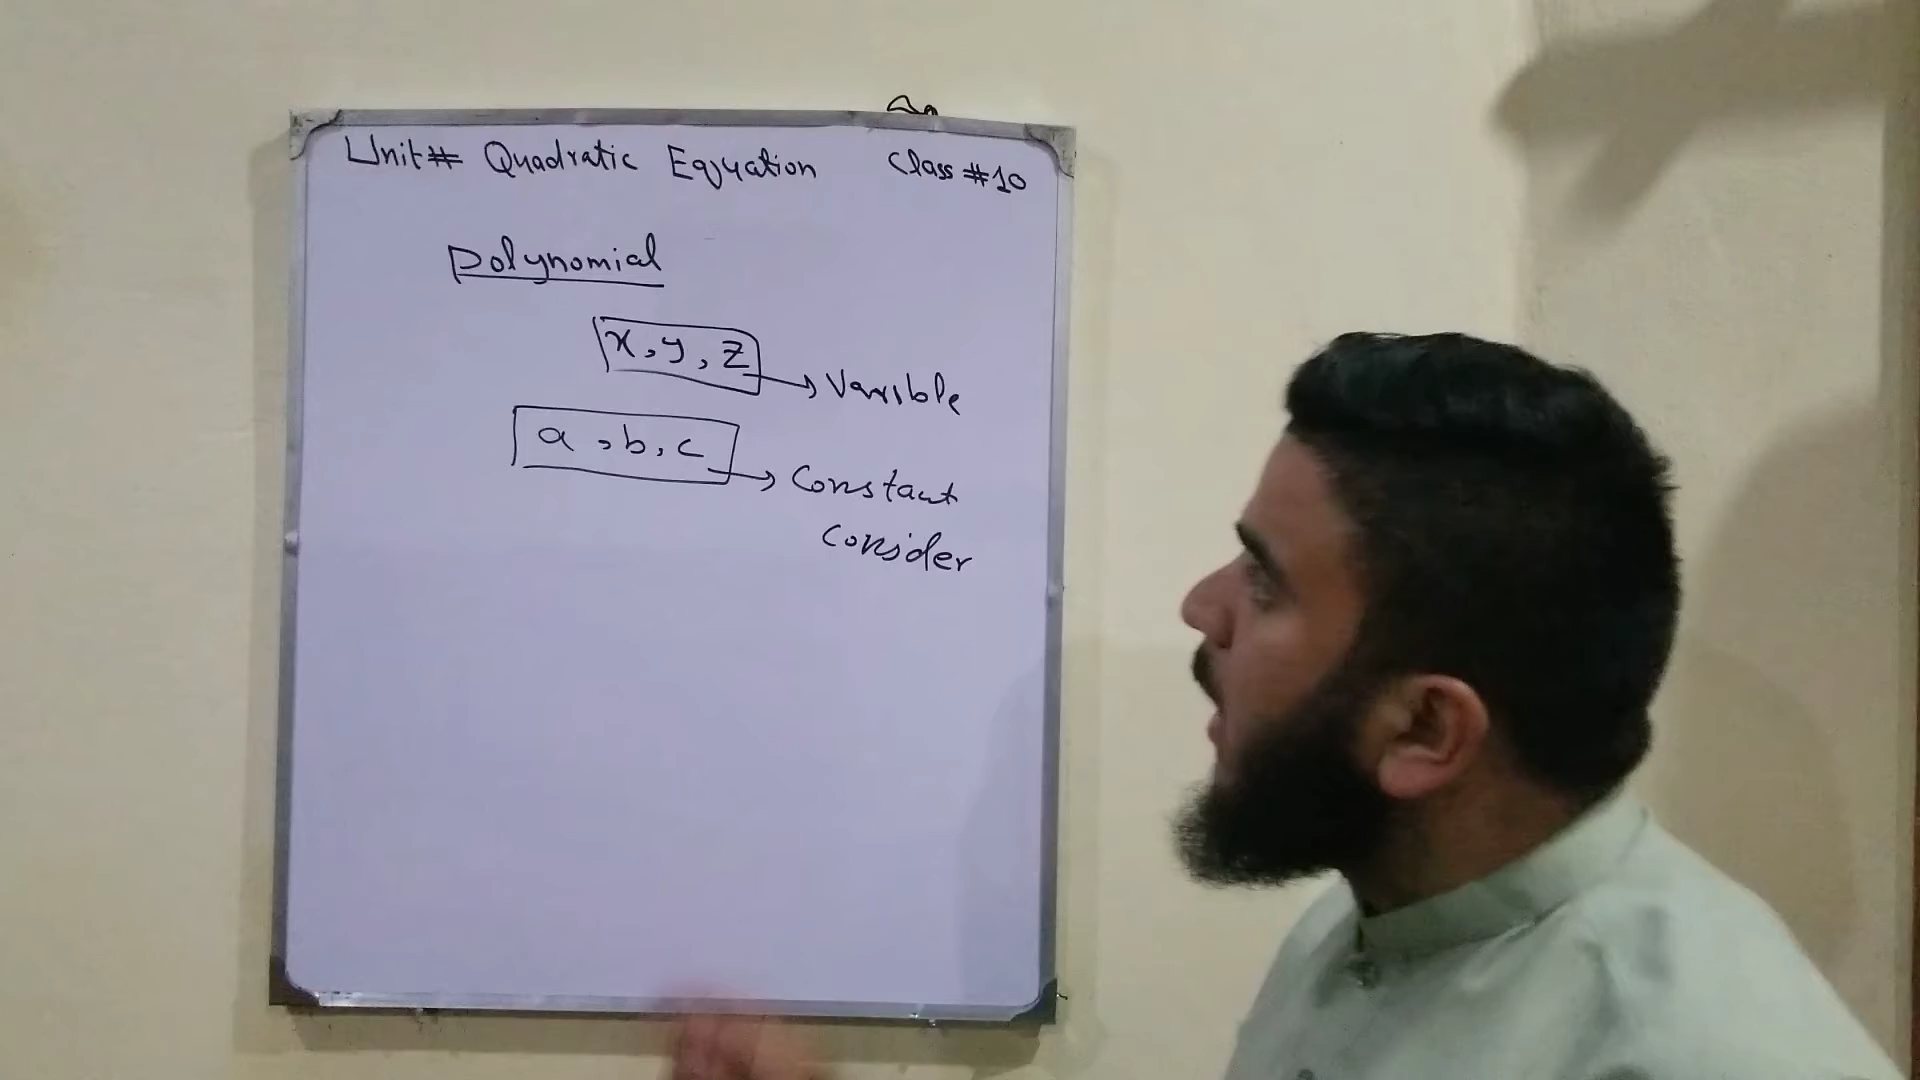 Unit# Quadratic Equation Class #10
Polynomial
x, y, z → Varible
a, b, c → Constant
Consider